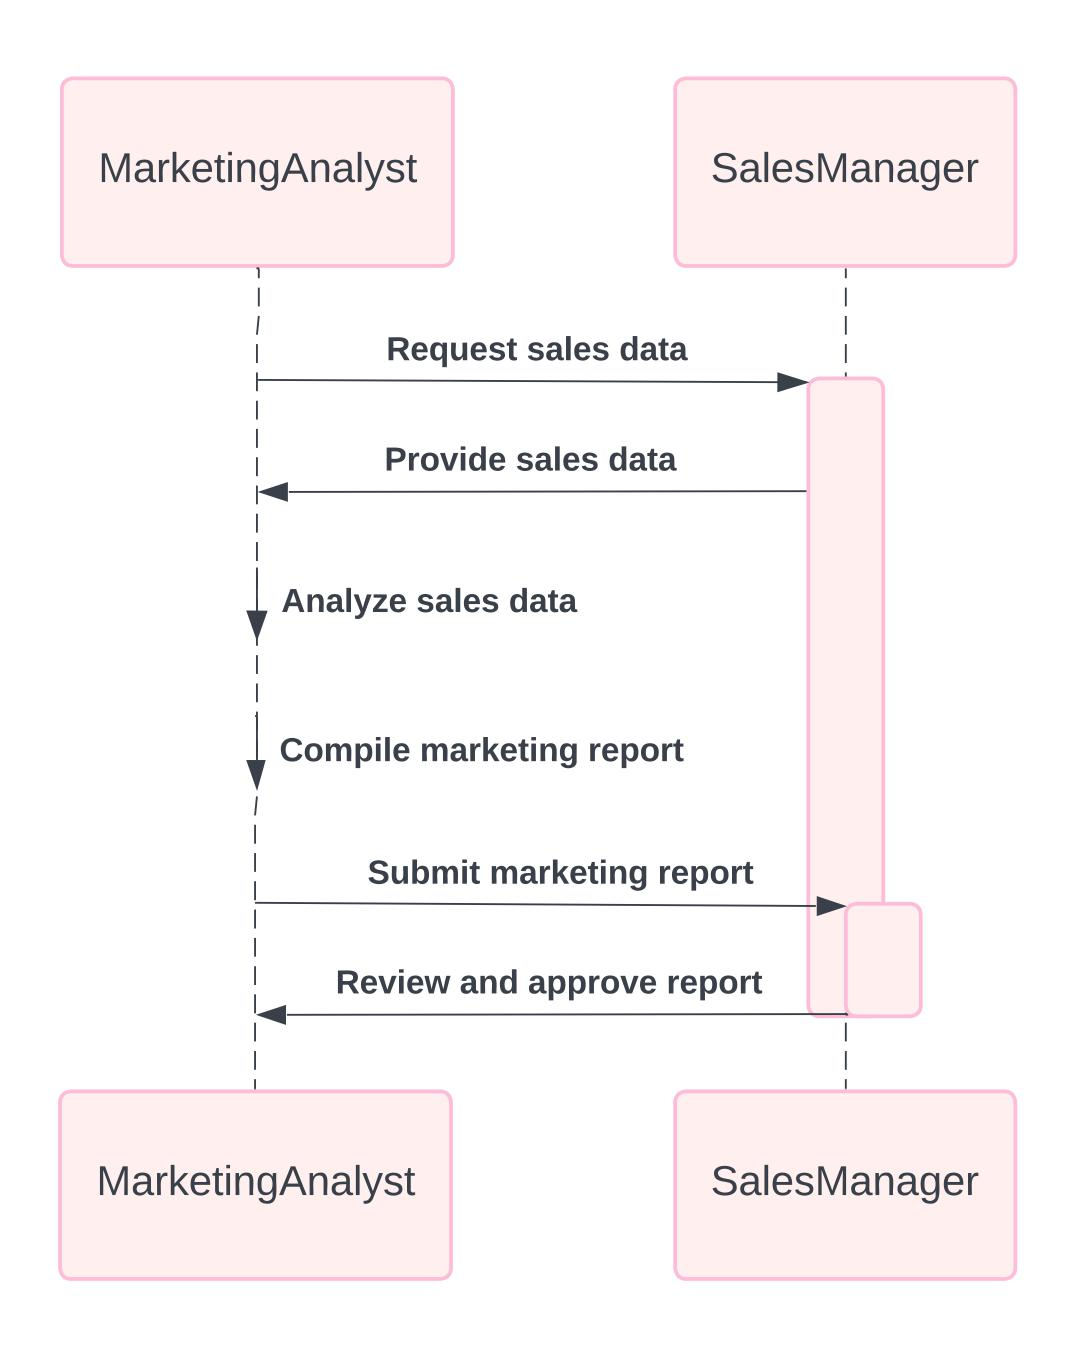 MarketingAnalyst
SalesManager
Request sales data
Provide sales data
Analyze sales data
Compile marketing report
Submit marketing report
Review and approve report
MarketingAnalyst
SalesManager